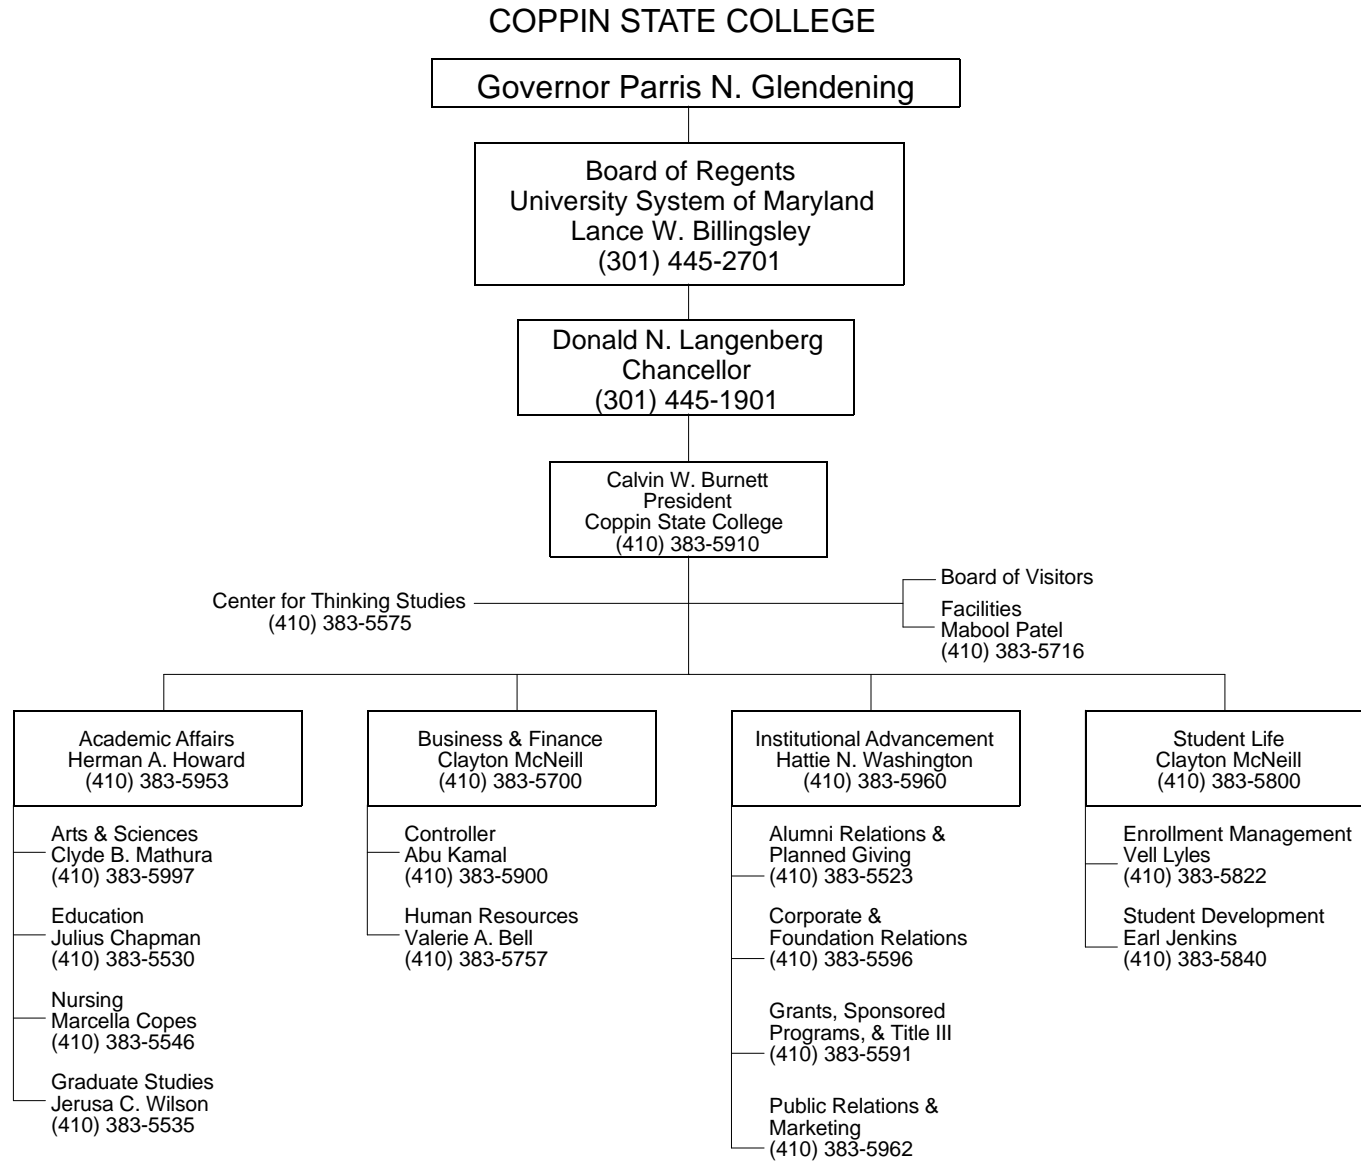 COPPIN STATE COLLEGE
Governor Parris N. Glendening
Board of Regents
University System of Maryland
Lance W. Billingsley
(301) 445-2701
Donald N. Langenberg
Chancellor
(301) 445-1901
Calvin W. Burnett
President
Coppin State College
(410) 383-5910
Center for Thinking Studies
(410) 383-5575
Board of Visitors
Facilities
Mabool Patel
(410) 383-5716
Academic Affairs
Herman A. Howard
(410) 383-5953
Arts & Sciences
Clyde B. Mathura
(410) 383-5997
Education
Julius Chapman
(410) 383-5530
Nursing
Marcella Copes
(410) 383-5546
Graduate Studies
Jerusa C. Wilson
(410) 383-5535
Business & Finance
Clayton McNeill
(410) 383-5700
Controller
Abu Kamal
(410) 383-5900
Human Resources
Valerie A. Bell
(410) 383-5757
Institutional Advancement
Hattie N. Washington
(410) 383-5960
Alumni Relations &
Planned Giving
(410) 383-5523
Corporate &
Foundation Relations
(410) 383-5596
Grants, Sponsored
Programs, & Title III
(410) 383-5591
Public Relations &
Marketing
(410) 383-5962
Student Life
Clayton McNeill
(410) 383-5800
Enrollment Management
Vell Lyles
(410) 383-5822
Student Development
Earl Jenkins
(410) 383-5840